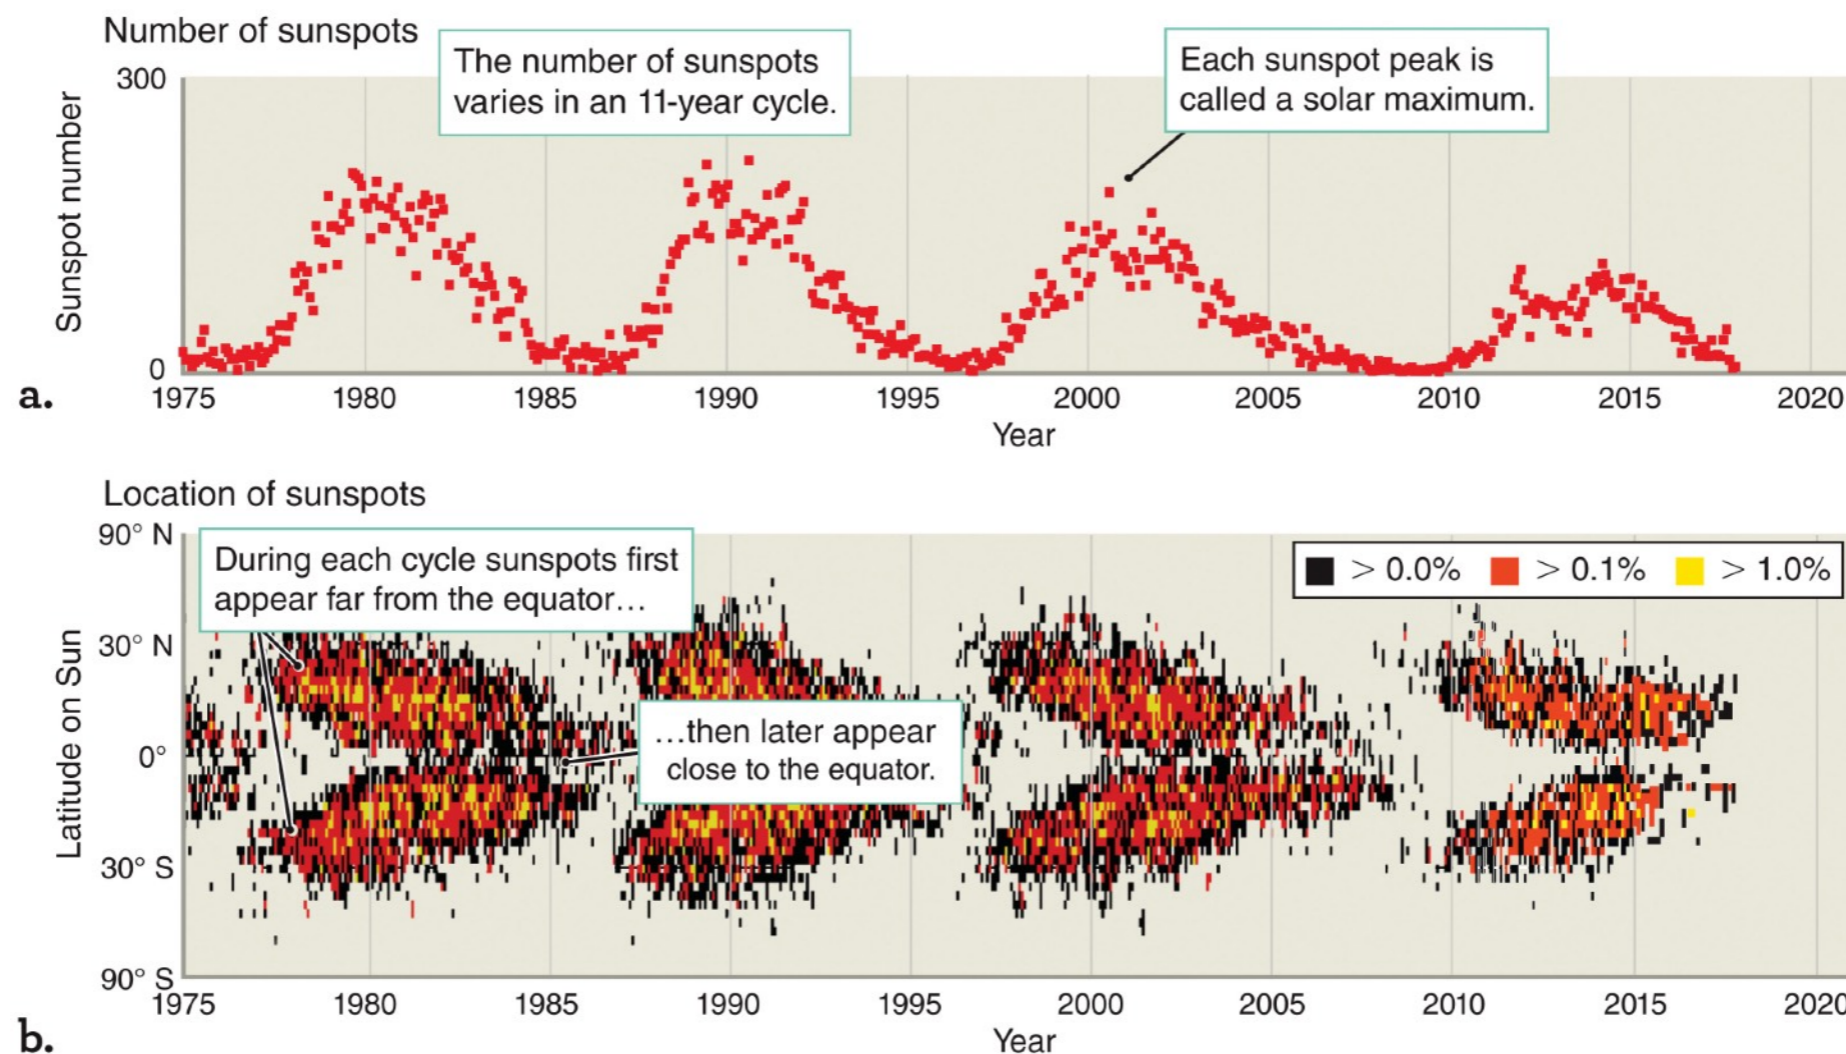 Number of sunspots
The number of sunspots
varies in an 11-year cycle.
Each sunspot peak is
called a solar maximum.
300
Sunspot number
0
a.
1975 1980 1985 1990 1995 2000 2005 2010 2015 2020
Year
Location of sunspots
90° N
During each cycle sunspots first
appear far from the equator…
> 0.0% > 0.1% > 1.0%
30° N
Latitude on Sun
…then later appear
close to the equator.
0°
30° S
90° S
1975 1980 1985 1990 1995 2000 2005 2010 2015 2020
Year
b.